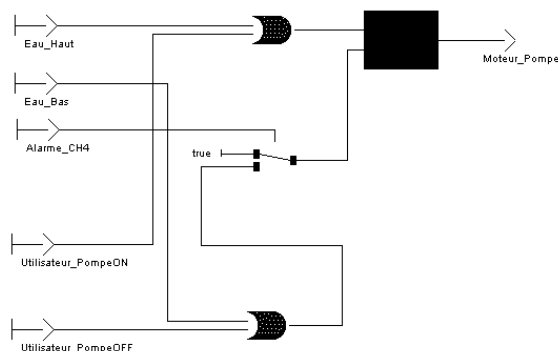 Eau_Haut
Moteur_Pompe
Eau_Bas
Alarme_CH4
true
Utilisateur_PompeON
Utilisateur_PompeOFF